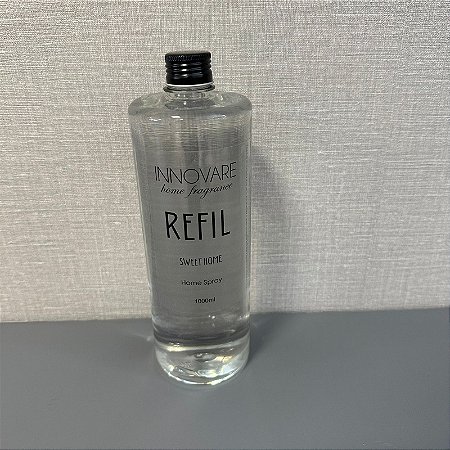 INNOVARE
home fragrance
REFIL
SWEET HOME
Home Spray
1000ml